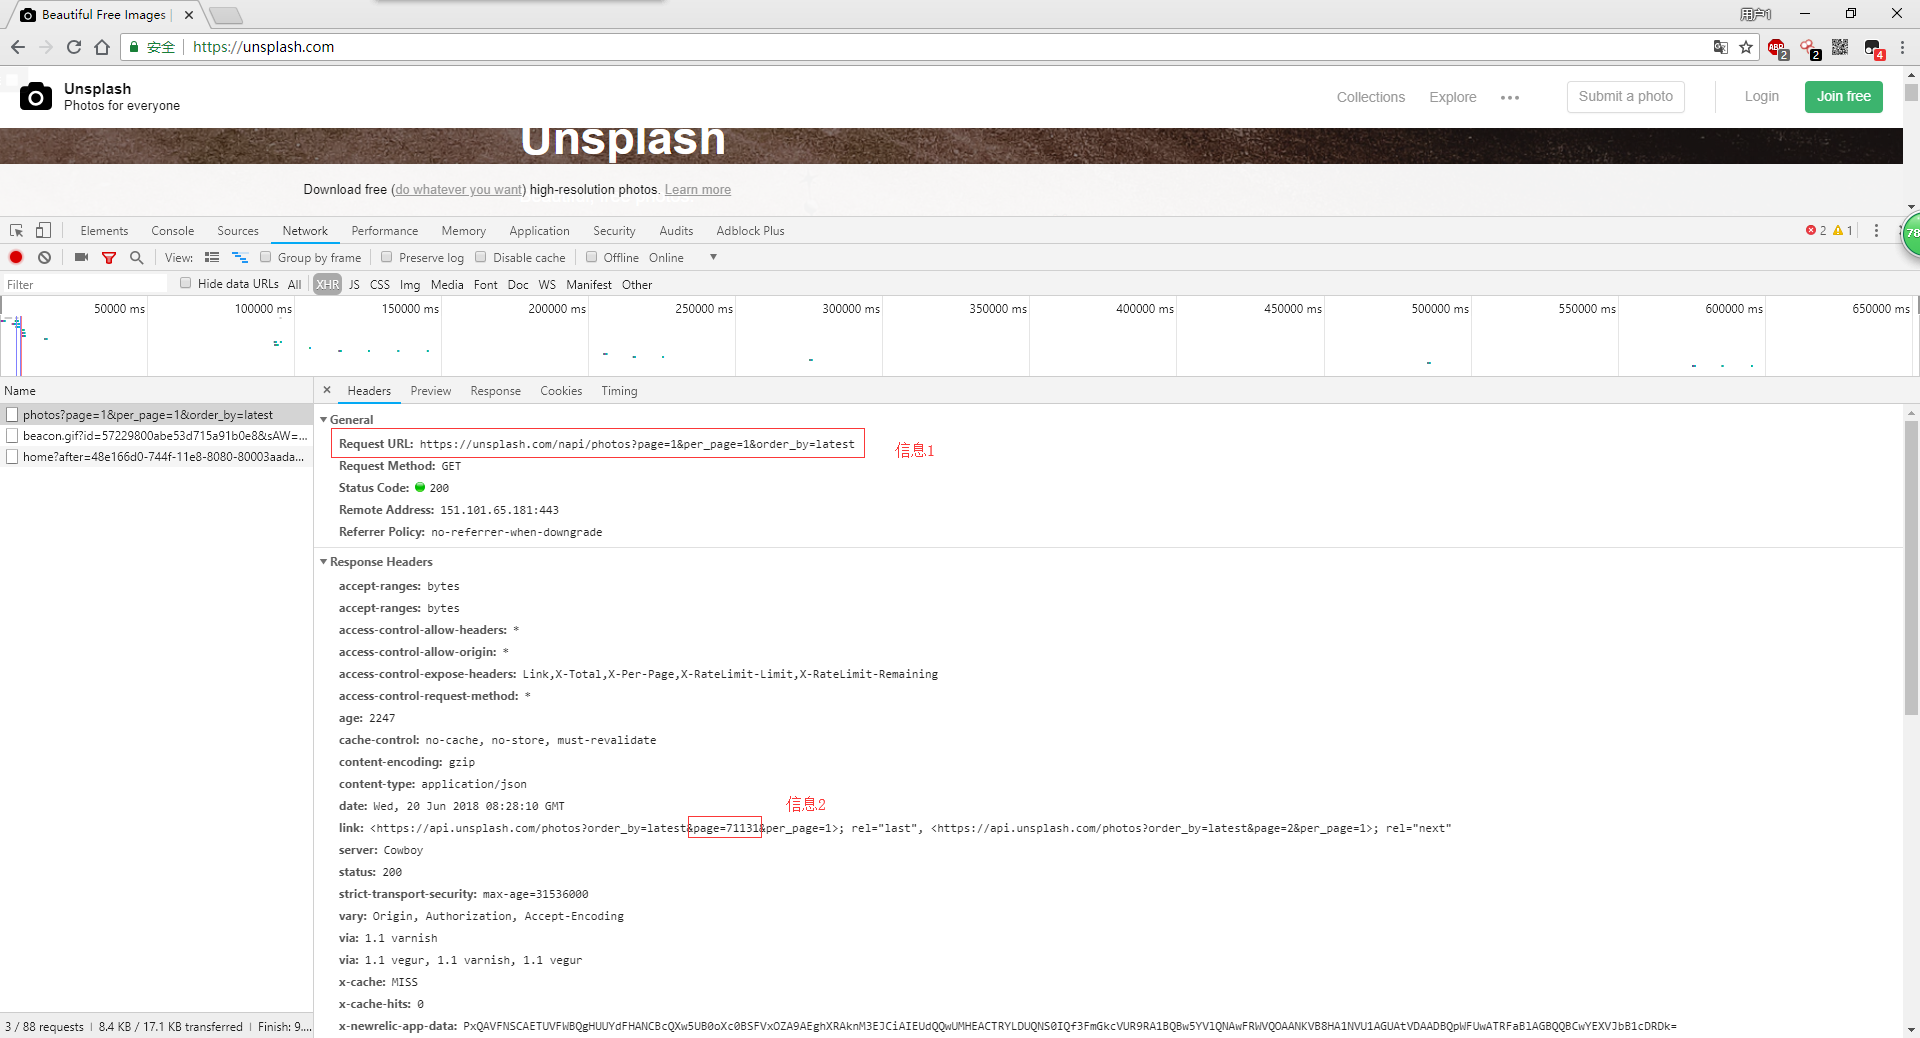 Beautiful Free Images |
用户1
安全 | https://unsplash.com
2 2 4
Unsplash
Photos for everyone
Collections Explore ••• Submit a photo Login Join free
Unsplash
Download free (do whatever you want) high-resolution photos. Learn more
Elements Console Sources Network Performance Memory Application Security Audits Adblock Plus 2 1
78
View: Group by frame Preserve log Disable cache Offline Online
Filter Hide data URLs All XHR JS CSS Img Media Font Doc WS Manifest Other
50000 ms 100000 ms 150000 ms 200000 ms 250000 ms 300000 ms 350000 ms 400000 ms 450000 ms 500000 ms 550000 ms 600000 ms 650000 ms
Name
photos?page=1&per_page=1&order_by=latest
beacon.gif?id=57229800abe53d715a91b0e8&sAW=...
home?after=48e166d0-744f-11e8-8080-80003aada...
3 / 88 requests | 8.4 KB / 17.1 KB transferred | Finish: 9....
× Headers Preview Response Cookies Timing
General
Request URL: https://unsplash.com/napi/photos?page=1&per_page=1&order_by=latest
信息1
Request Method: GET
Status Code: 200
Remote Address: 151.101.65.181:443
Referrer Policy: no-referrer-when-downgrade
Response Headers
accept-ranges: bytes
accept-ranges: bytes
access-control-allow-headers: *
access-control-allow-origin: *
access-control-expose-headers: Link,X-Total,X-Per-Page,X-RateLimit-Limit,X-RateLimit-Remaining
access-control-request-method: *
age: 2247
cache-control: no-cache, no-store, must-revalidate
content-encoding: gzip
content-type: application/json
date: Wed, 20 Jun 2018 08:28:10 GMT
信息2
link: <https://api.unsplash.com/photos?order_by=latest&page=71131&per_page=1>; rel="last", <https://api.unsplash.com/photos?order_by=latest&page=2&per_page=1>; rel="next"
server: Cowboy
status: 200
strict-transport-security: max-age=31536000
vary: Origin, Authorization, Accept-Encoding
via: 1.1 varnish
via: 1.1 vegur, 1.1 varnish, 1.1 vegur
x-cache: MISS
x-cache-hits: 0
x-newrelic-app-data: